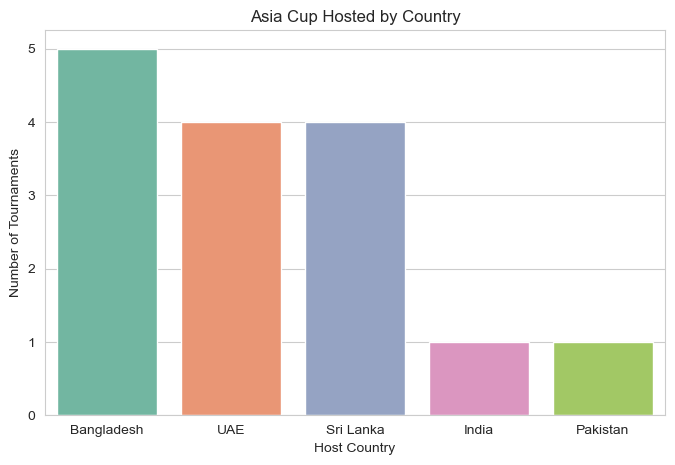 Asia Cup Hosted by Country
Number of Tournaments
5
4
3
2
1
0
Bangladesh UAE Sri Lanka India Pakistan
Host Country